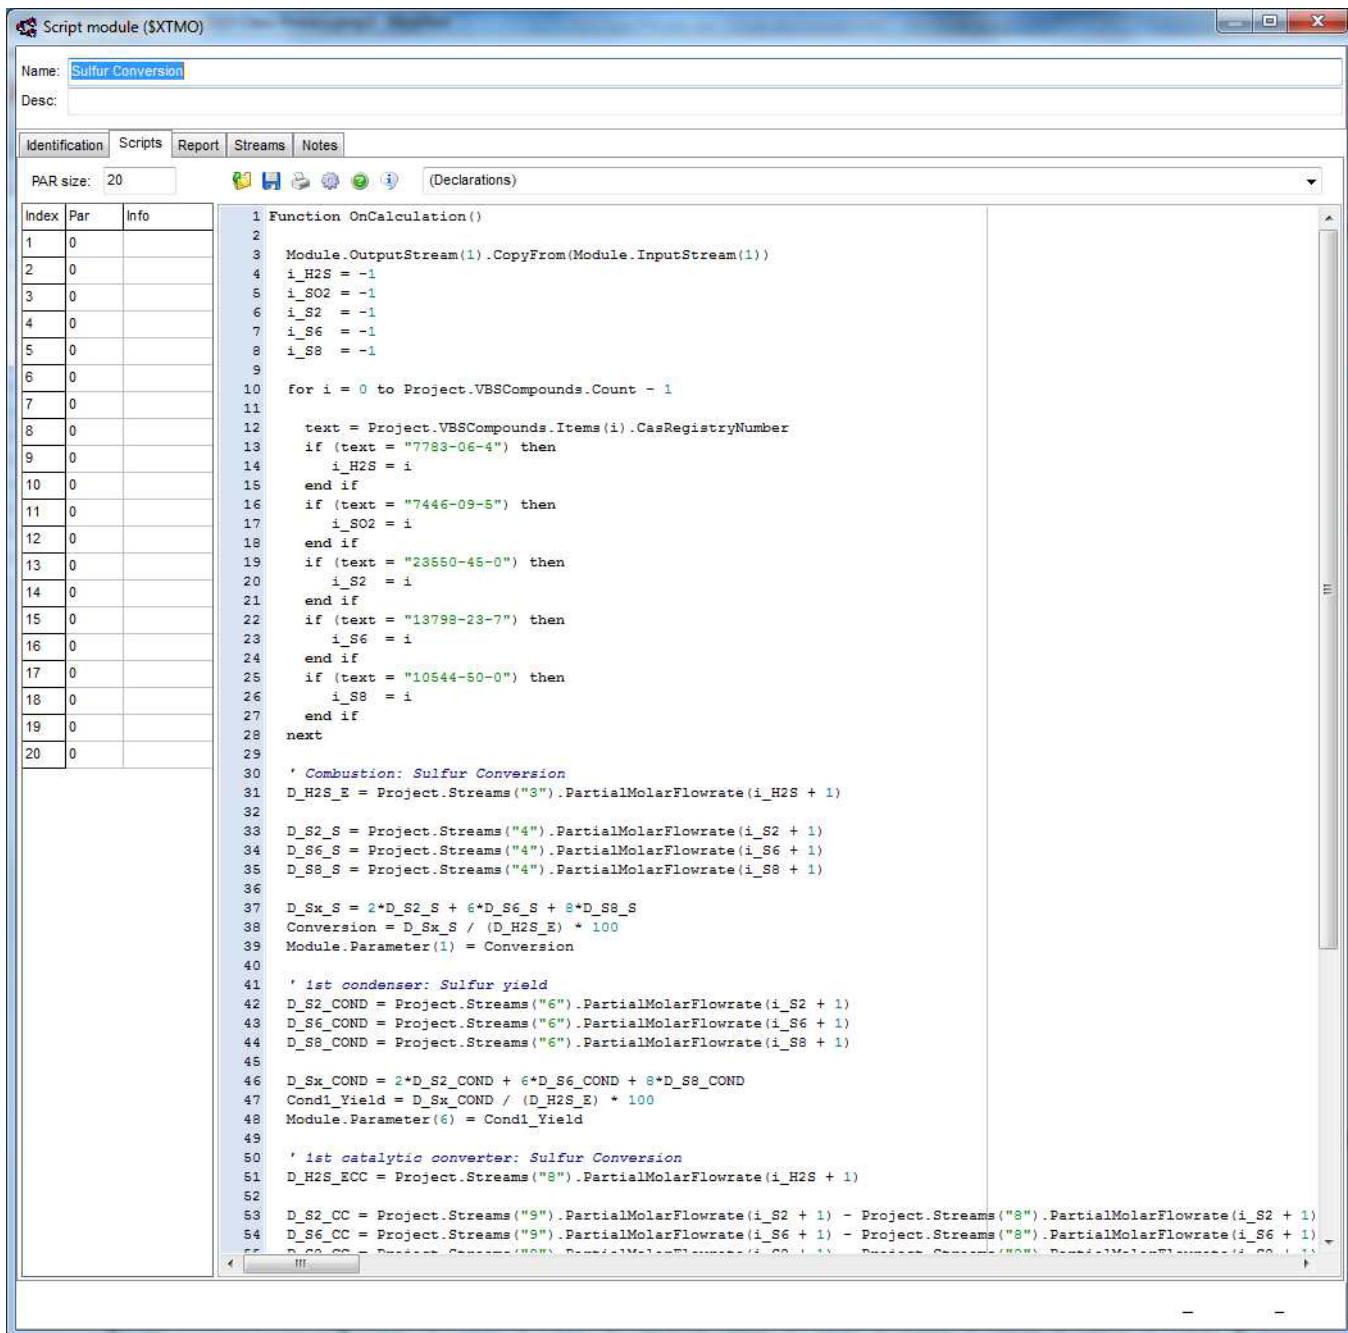 Script module ($XTMO)
Name: Sulfur Conversion
Desc:
Identification Scripts Report Streams Notes
PAR size: 20 (Declarations)
Index Par Info
1 0
2 0
3 0
4 0
5 0
6 0
7 0
8 0
9 0
10 0
11 0
12 0
13 0
14 0
15 0
16 0
17 0
18 0
19 0
20 0
1 Function OnCalculation()
2
3 Module.OutputStream(1).CopyFrom(Module.InputStream(1))
4 i_H2S = -1
5 i_SO2 = -1
6 i_S2 = -1
7 i_S6 = -1
8 i_S8 = -1
9
10 for i = 0 to Project.VBSCompounds.Count - 1
11
12 text = Project.VBSCompounds.Items(i).CasRegistryNumber
13 if (text = "7783-06-4") then
14 i_H2S = i
15 end if
16 if (text = "7446-09-5") then
17 i_SO2 = i
18 end if
19 if (text = "23550-45-0") then
20 i_S2 = i
21 end if
22 if (text = "13798-23-7") then
23 i_S6 = i
24 end if
25 if (text = "10544-50-0") then
26 i_S8 = i
27 end if
28 next
29
30 ' Combustion: Sulfur Conversion
31 D_H2S_E = Project.Streams("3").PartialMolarFlowrate(i_H2S + 1)
32
33 D_S2_S = Project.Streams("4").PartialMolarFlowrate(i_S2 + 1)
34 D_S6_S = Project.Streams("4").PartialMolarFlowrate(i_S6 + 1)
35 D_S8_S = Project.Streams("4").PartialMolarFlowrate(i_S8 + 1)
36
37 D_Sx_S = 2*D_S2_S + 6*D_S6_S + 8*D_S8_S
38 Conversion = D_Sx_S / (D_H2S_E) * 100
39 Module.Parameter(1) = Conversion
40
41 ' 1st condenser: Sulfur yield
42 D_S2_COND = Project.Streams("6").PartialMolarFlowrate(i_S2 + 1)
43 D_S6_COND = Project.Streams("6").PartialMolarFlowrate(i_S6 + 1)
44 D_S8_COND = Project.Streams("6").PartialMolarFlowrate(i_S8 + 1)
45
46 D_Sx_COND = 2*D_S2_COND + 6*D_S6_COND + 8*D_S8_COND
47 Cond1_Yield = D_Sx_COND / (D_H2S_E) * 100
48 Module.Parameter(6) = Cond1_Yield
49
50 ' 1st catalytic converter: Sulfur Conversion
51 D_H2S_ECC = Project.Streams("8").PartialMolarFlowrate(i_H2S + 1)
52
53 D_S2_CC = Project.Streams("9").PartialMolarFlowrate(i_S2 + 1) - Project.Streams("8").PartialMolarFlowrate(i_S2 + 1)
54 D_S6_CC = Project.Streams("9").PartialMolarFlowrate(i_S6 + 1) - Project.Streams("8").PartialMolarFlowrate(i_S6 + 1)